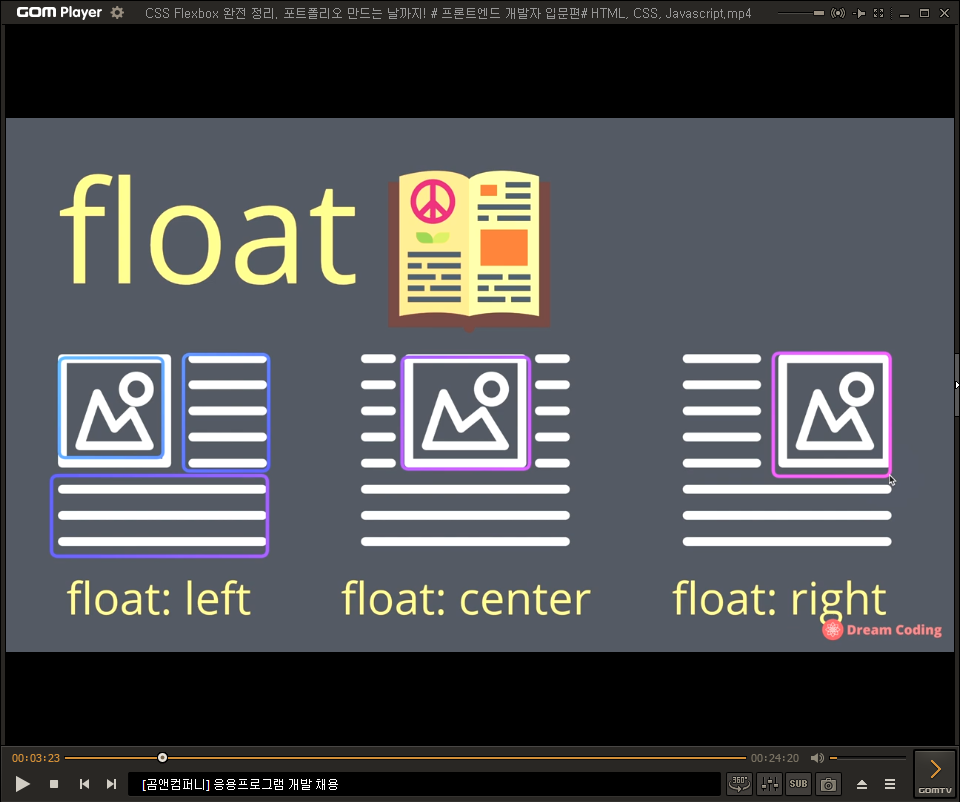 GOM Player
CSS Flexbox 완전 정리. 포트폴리오 만드는 날까지! # 프론트엔드 개발자 입문편# HTML, CSS, Javascript.mp4
float
float: left
float: center
float: right
Dream Coding
00:03:23
00:24:20
[곰앤컴퍼니] 응용프로그램 개발 채용
360°
SUB
GOMTV